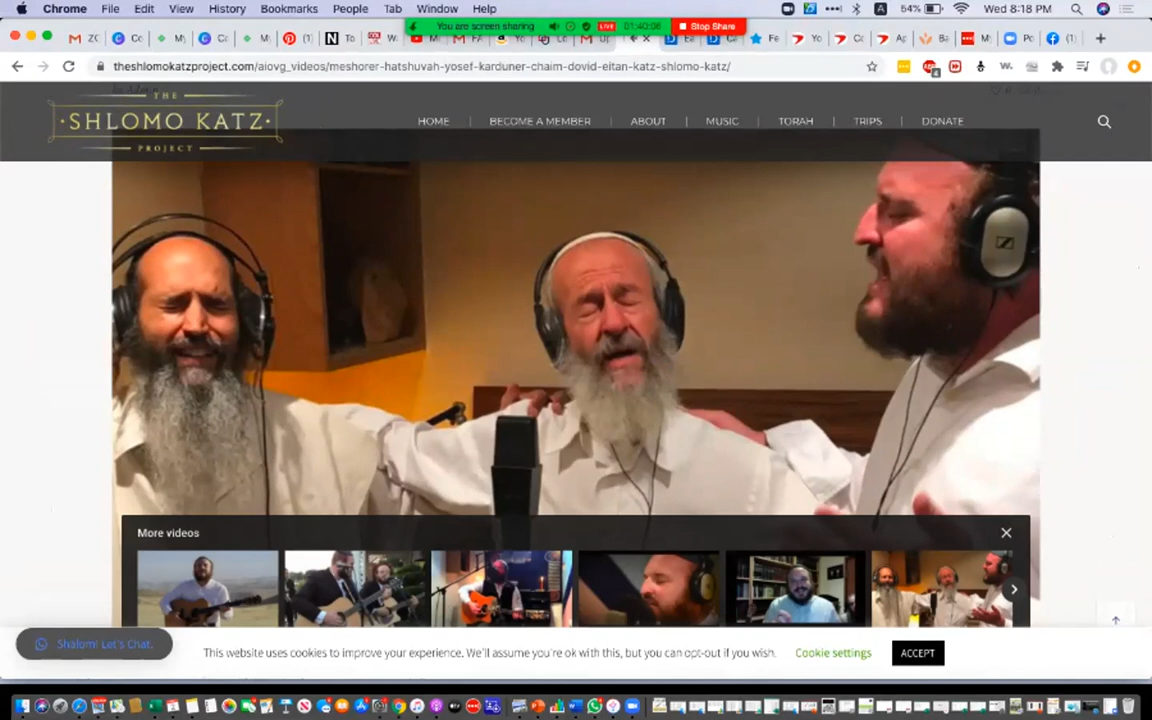 Chrome File Edit View History Bookmarks People Tab Window Help 54% Wed 8:18 PM
You are screen sharing LIVE 01:40:06 Stop Share
theshlomokatzproject.com/aiovg_videos/meshorer-hatshuvah-yosef-karduner-chaim-dovid-eitan-katz-shlomo-katz/
THE
SHLOMO KATZ
PROJECT
HOME BECOME A MEMBER ABOUT MUSIC TORAH TRIPS DONATE
More videos
Shalom! Let's Chat.
This website uses cookies to improve your experience. We'll assume you're ok with this, but you can opt-out if you wish. Cookie settings ACCEPT